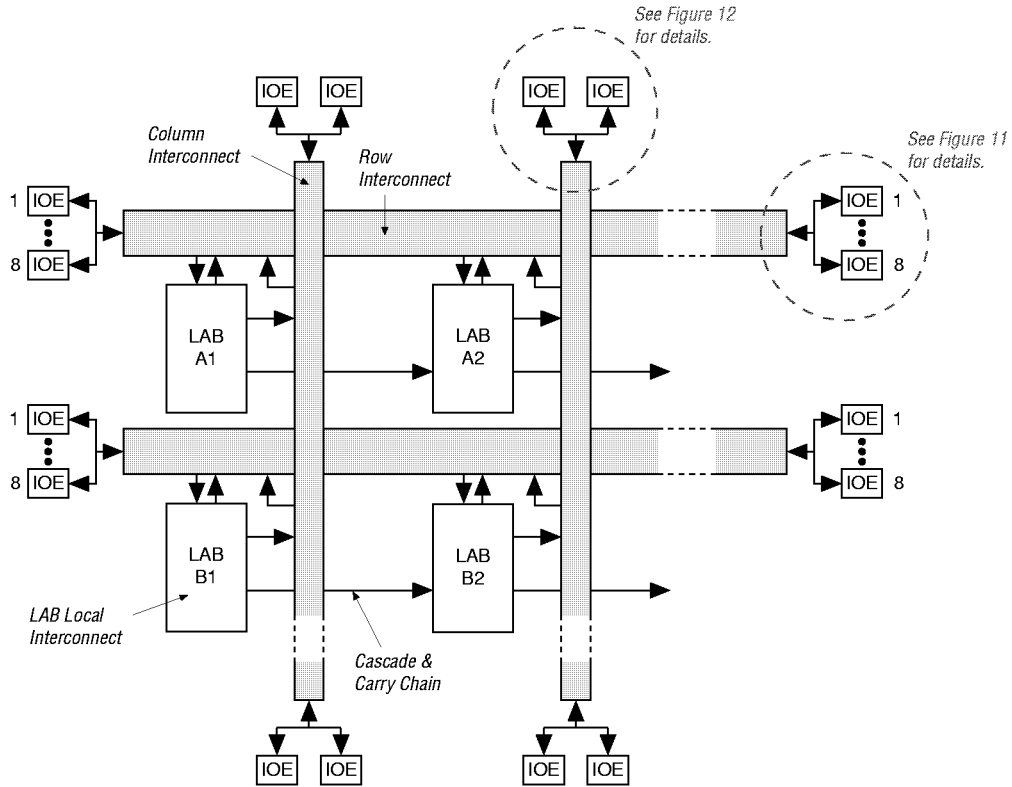 See Figure 12
for details.
IOE IOE
IOE IOE
Column
Interconnect
Row
Interconnect
See Figure 11
for details.
1 IOE
8 IOE
IOE 1
IOE 8
LAB
A1
LAB
A2
1 IOE
8 IOE
IOE 1
IOE 8
LAB
B1
LAB
B2
LAB Local
Interconnect
Cascade &
Carry Chain
IOE IOE
IOE IOE